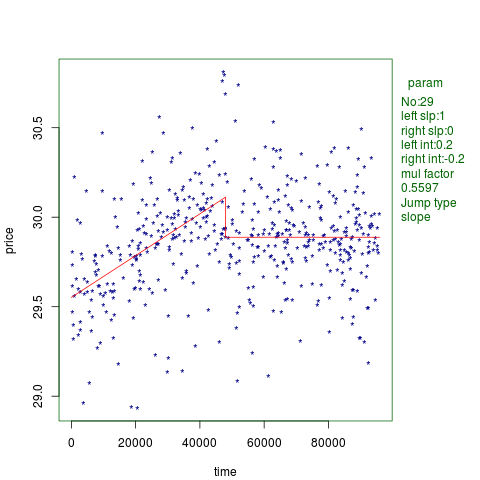 param
No:29
left slp:1
right slp:0
left int:0.2
right int:-0.2
mul factor
0.5597
Jump type
slope
price
30.5
30.0
29.5
29.0
0 20000 40000 60000 80000
time